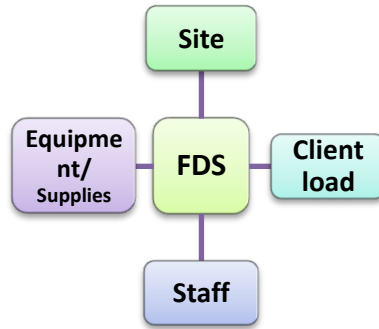 Site
Equipme
nt/
Supplies
FDS
Client
load
Staff